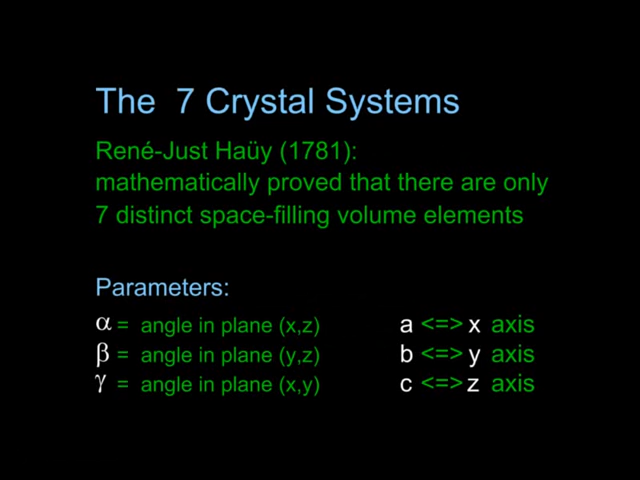 The 7 Crystal Systems
René-Just Haüy (1781):
mathematically proved that there are only
7 distinct space-filling volume elements
Parameters:
α = angle in plane (x,z)
β = angle in plane (y,z)
γ = angle in plane (x,y)
a <=> x axis
b <=> y axis
c <=> z axis